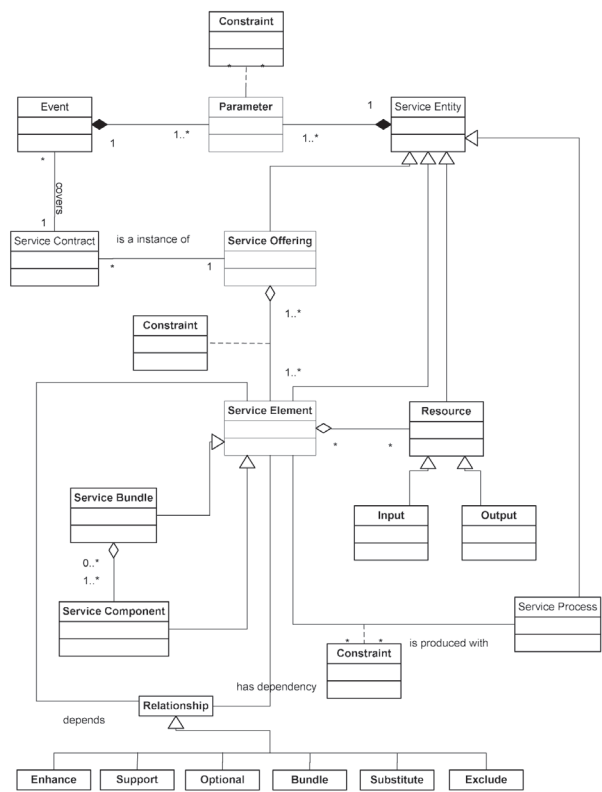 Constraint
* *
Event
Parameter
1
Service Entity
1
1..*
1..*
*
covers
1
Service Contract
is a instance of
*
1
Service Offering
1..*
Constraint
1..*
Service Element
*
*
Resource
Service Bundle
Input
Output
0..*
1..*
Service Component
Service Process
* *
is produced with
Constraint
has dependency
Relationship
depends
Enhance
Support
Optional
Bundle
Substitute
Exclude